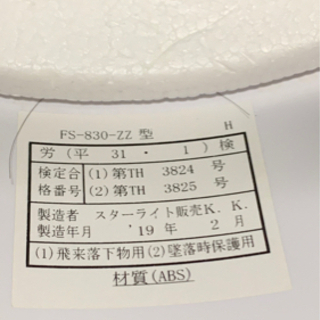 FS-830-ZZ 型 H
労（平 31 ・ 1）検
検定合格番号 (1)第TH 3824 号
(2)第TH 3825 号
製造者 スターライト販売K.K.
製造年月 '19 年 2 月
(1)飛来落下物用(2)墜落時保護用
材質(ABS)